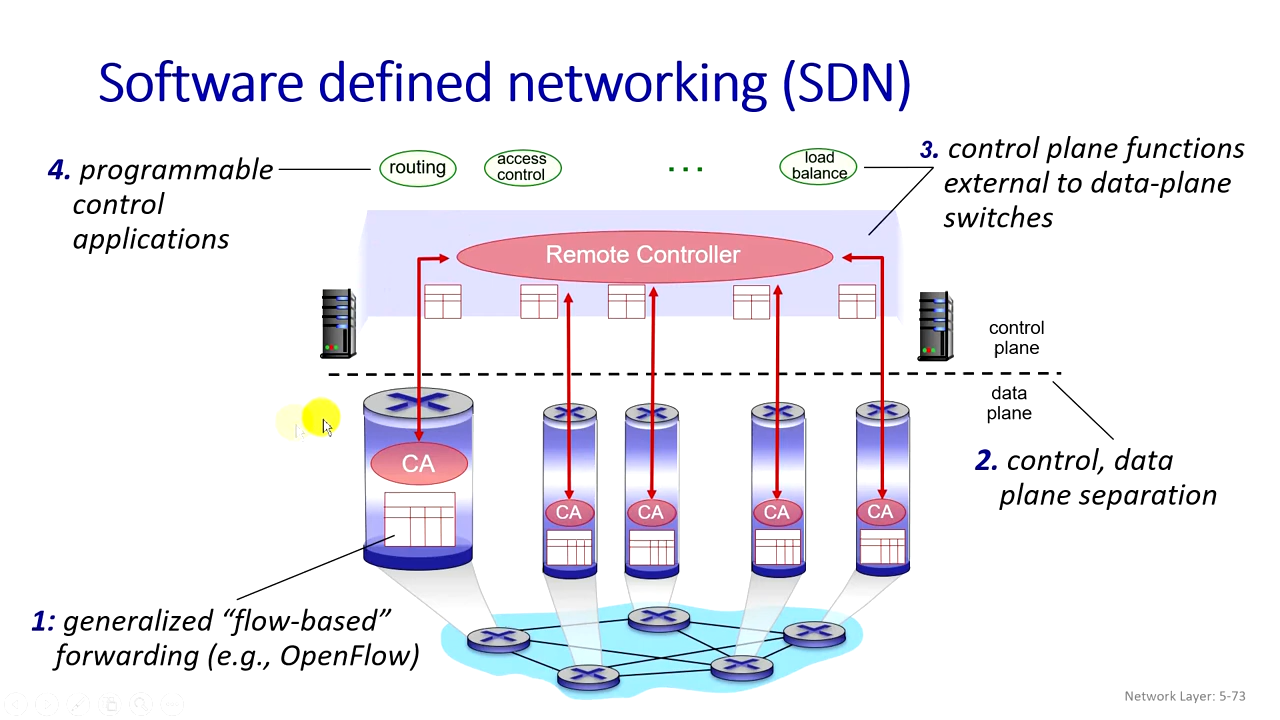 Software defined networking (SDN)
4. programmable
control
applications
routing
access
control
. . .
load
balance
3. control plane functions
external to data-plane
switches
Remote Controller
control
plane
data
plane
CA
CA
CA
CA
CA
2. control, data
plane separation
1: generalized “flow-based”
forwarding (e.g., OpenFlow)
Network Layer: 5-73